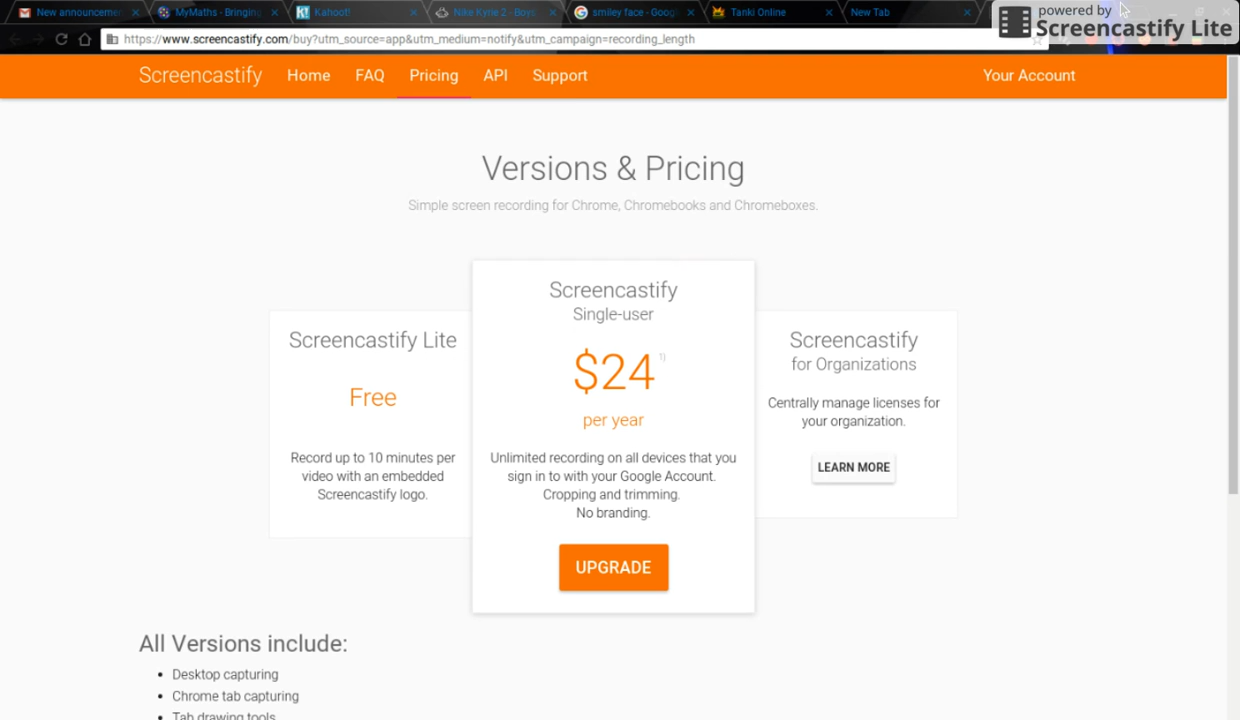 New announcemen
MyMaths - Bringing
Kahoot!
Nike Kyrie 2 - Boys
smiley face - Goog
Tanki Online
New Tab
powered by
Screencastify Lite
https://www.screencastify.com/buy?utm_source=app&utm_medium=notify&utm_campaign=recording_length
Screencastify Home FAQ Pricing API Support Your Account
Versions & Pricing
Simple screen recording for Chrome, Chromebooks and Chromeboxes.
Screencastify Lite
Free
Record up to 10 minutes per
video with an embedded
Screencastify logo.
Screencastify
Single-user
$24 1)
per year
Unlimited recording on all devices that you
sign in to with your Google Account.
Cropping and trimming.
No branding.
UPGRADE
Screencastify
for Organizations
Centrally manage licenses for
your organization.
LEARN MORE
All Versions include:
Desktop capturing
Chrome tab capturing
Tab drawing tools